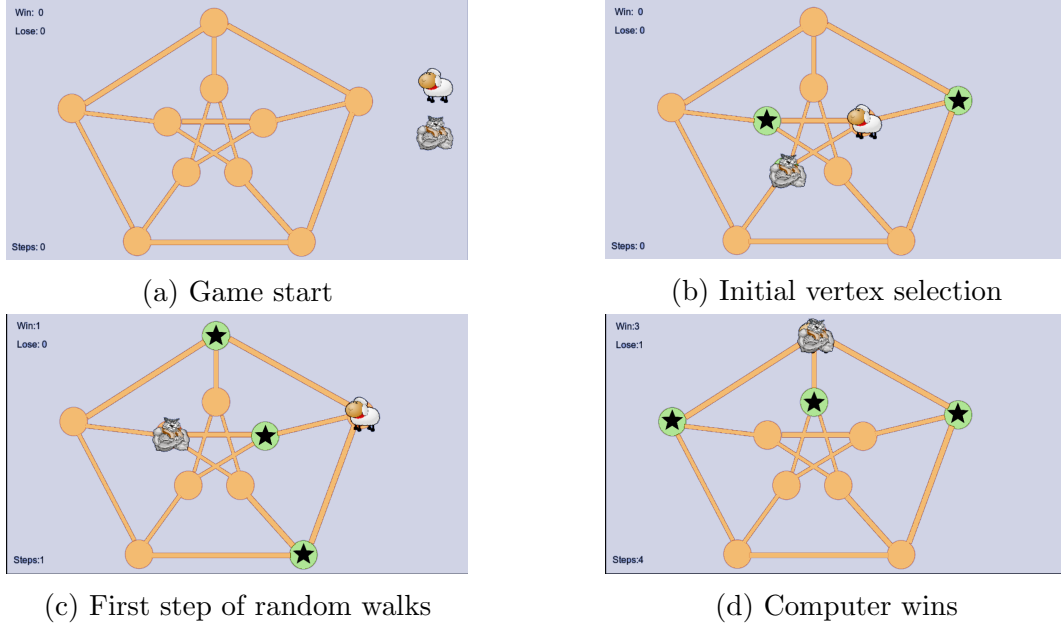 Win: 0
Lose: 0
Steps: 0
(a) Game start
Win: 0
Lose: 0
Steps: 0
(b) Initial vertex selection
Win:1
Lose: 0
Steps:1
(c) First step of random walks
Win:3
Lose:1
Steps:4
(d) Computer wins